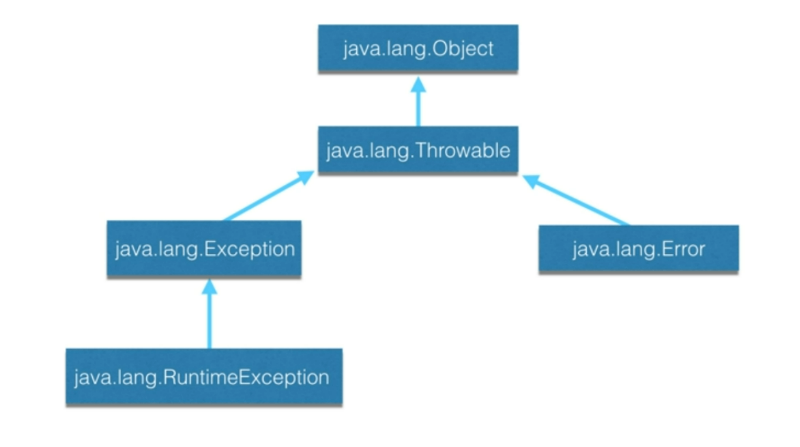 java.lang.Object
java.lang.Throwable
java.lang.Exception
java.lang.Error
java.lang.RuntimeException